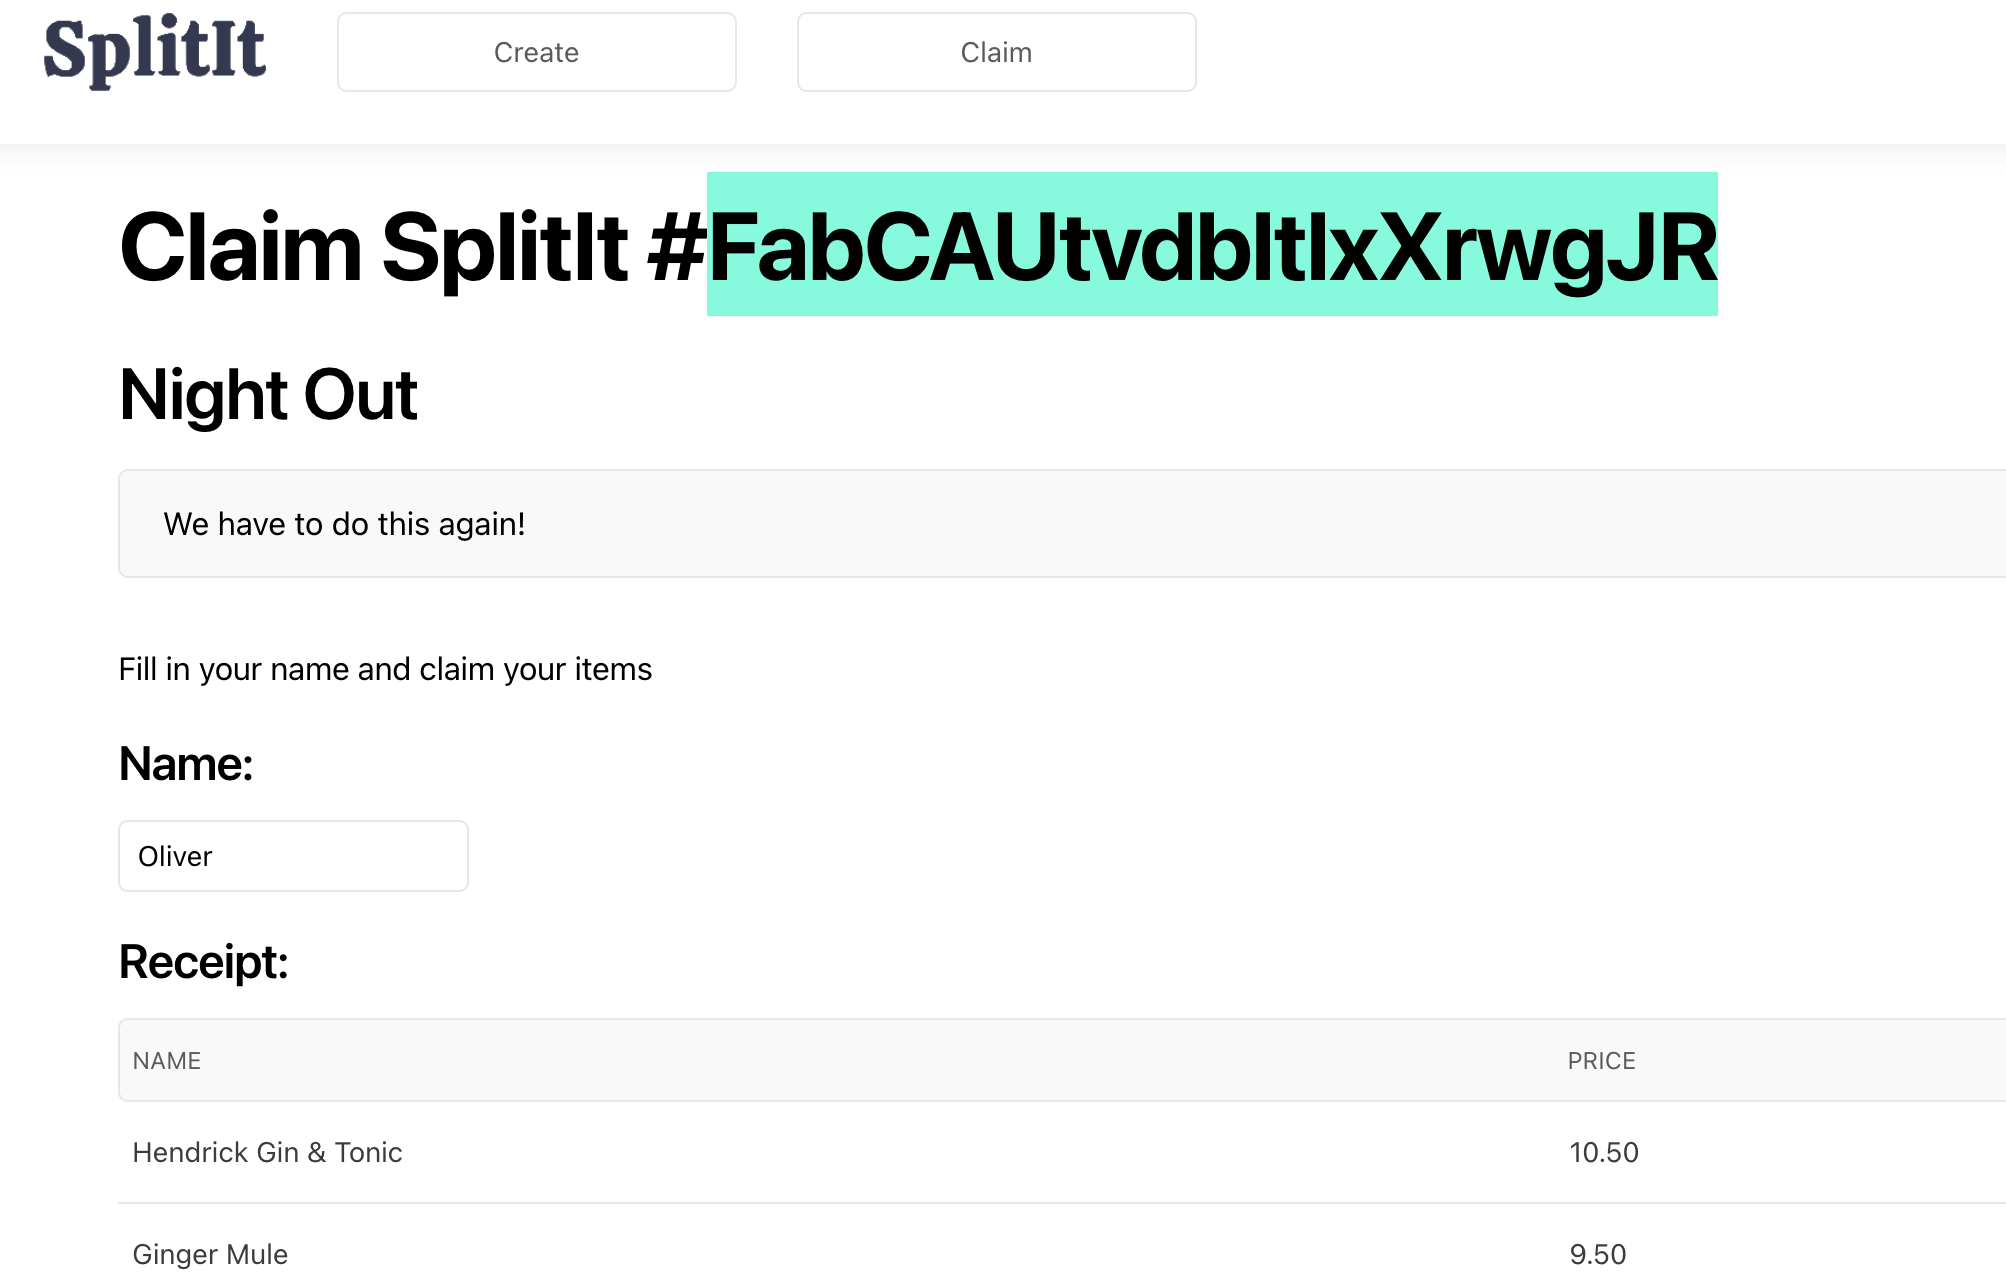 SplitIt
Create
Claim
Claim SplitIt #FabCAUtvdbItIxXrwgJR
Night Out
We have to do this again!
Fill in your name and claim your items
Name:
Oliver
Receipt:
NAME PRICE
Hendrick Gin & Tonic 10.50
Ginger Mule 9.50